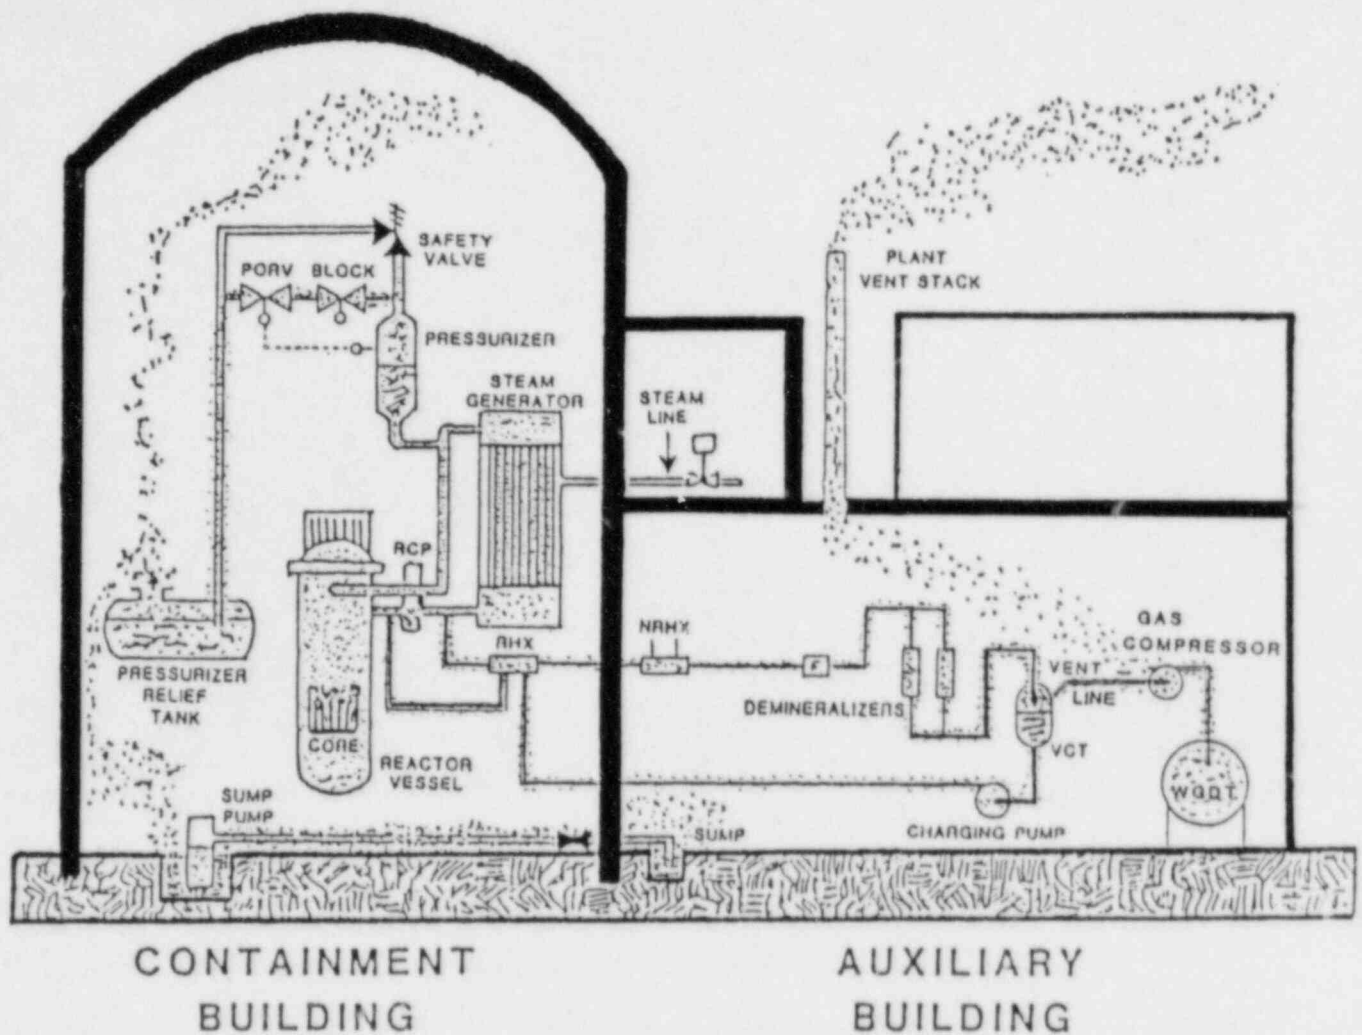 SAFETY
VALVE
PORV
BLOCK
PRESSURIZER
STEAM
GENERATOR
STEAM
LINE
PLANT
VENT STACK
RCP
RHX
NRHX
F
GAS
COMPRESSOR
VENT
LINE
DEMINERALIZERS
VCT
PRESSURIZER
RELIEF
TANK
CORE
REACTOR
VESSEL
SUMP
PUMP
SUMP
CHARGING PUMP
WGDT
CONTAINMENT
BUILDING
AUXILIARY
BUILDING